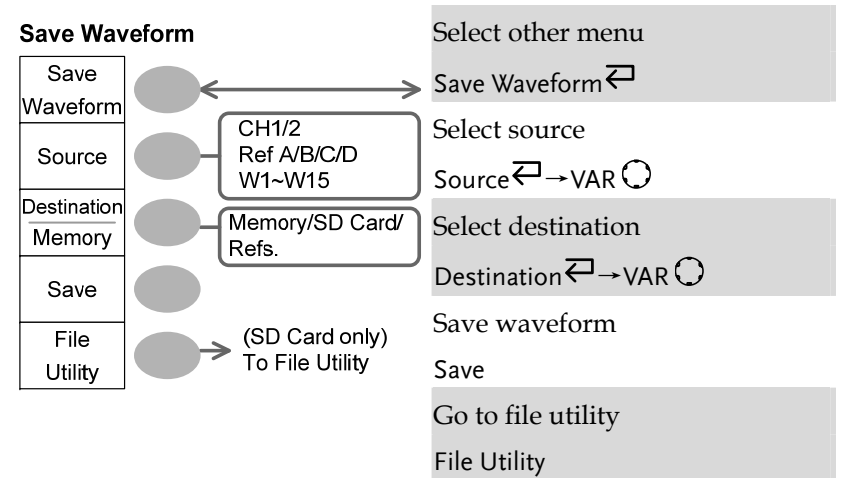 Save Waveform
Save
Waveform
Source
CH1/2
Ref A/B/C/D
W1~W15
Destination
Memory
Memory/SD Card/
Refs.
Save
File
Utility
(SD Card only)
To File Utility
Select other menu
Save Waveform
Select source
Source →VAR
Select destination
Destination →VAR
Save waveform
Save
Go to file utility
File Utility